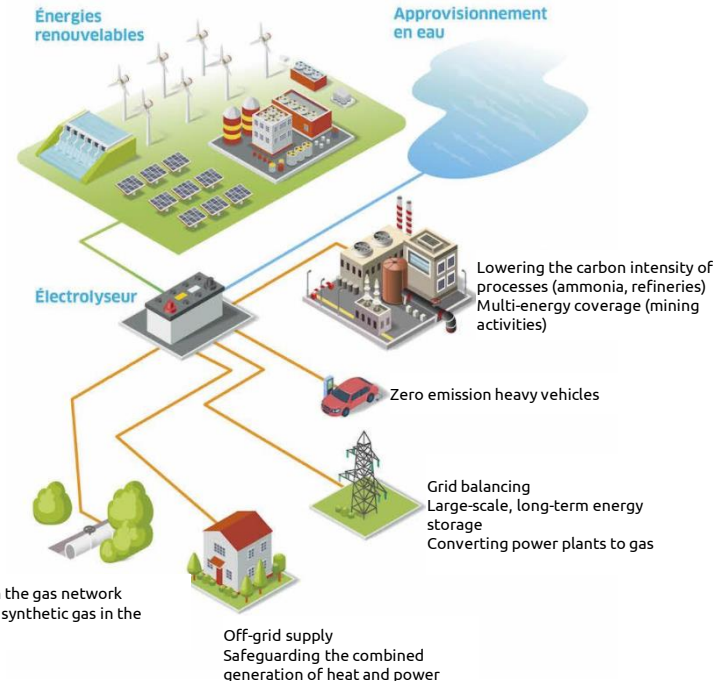 Énergies
renouvelables
Approvisionnement
en eau
Électrolyseur
Lowering the carbon intensity of
processes (ammonia, refineries)
Multi-energy coverage (mining
activities)
Zero emission heavy vehicles
Grid balancing
Large-scale, long-term energy
storage
Converting power plants to gas
the gas network
synthetic gas in the
Off-grid supply
Safeguarding the combined
generation of heat and power